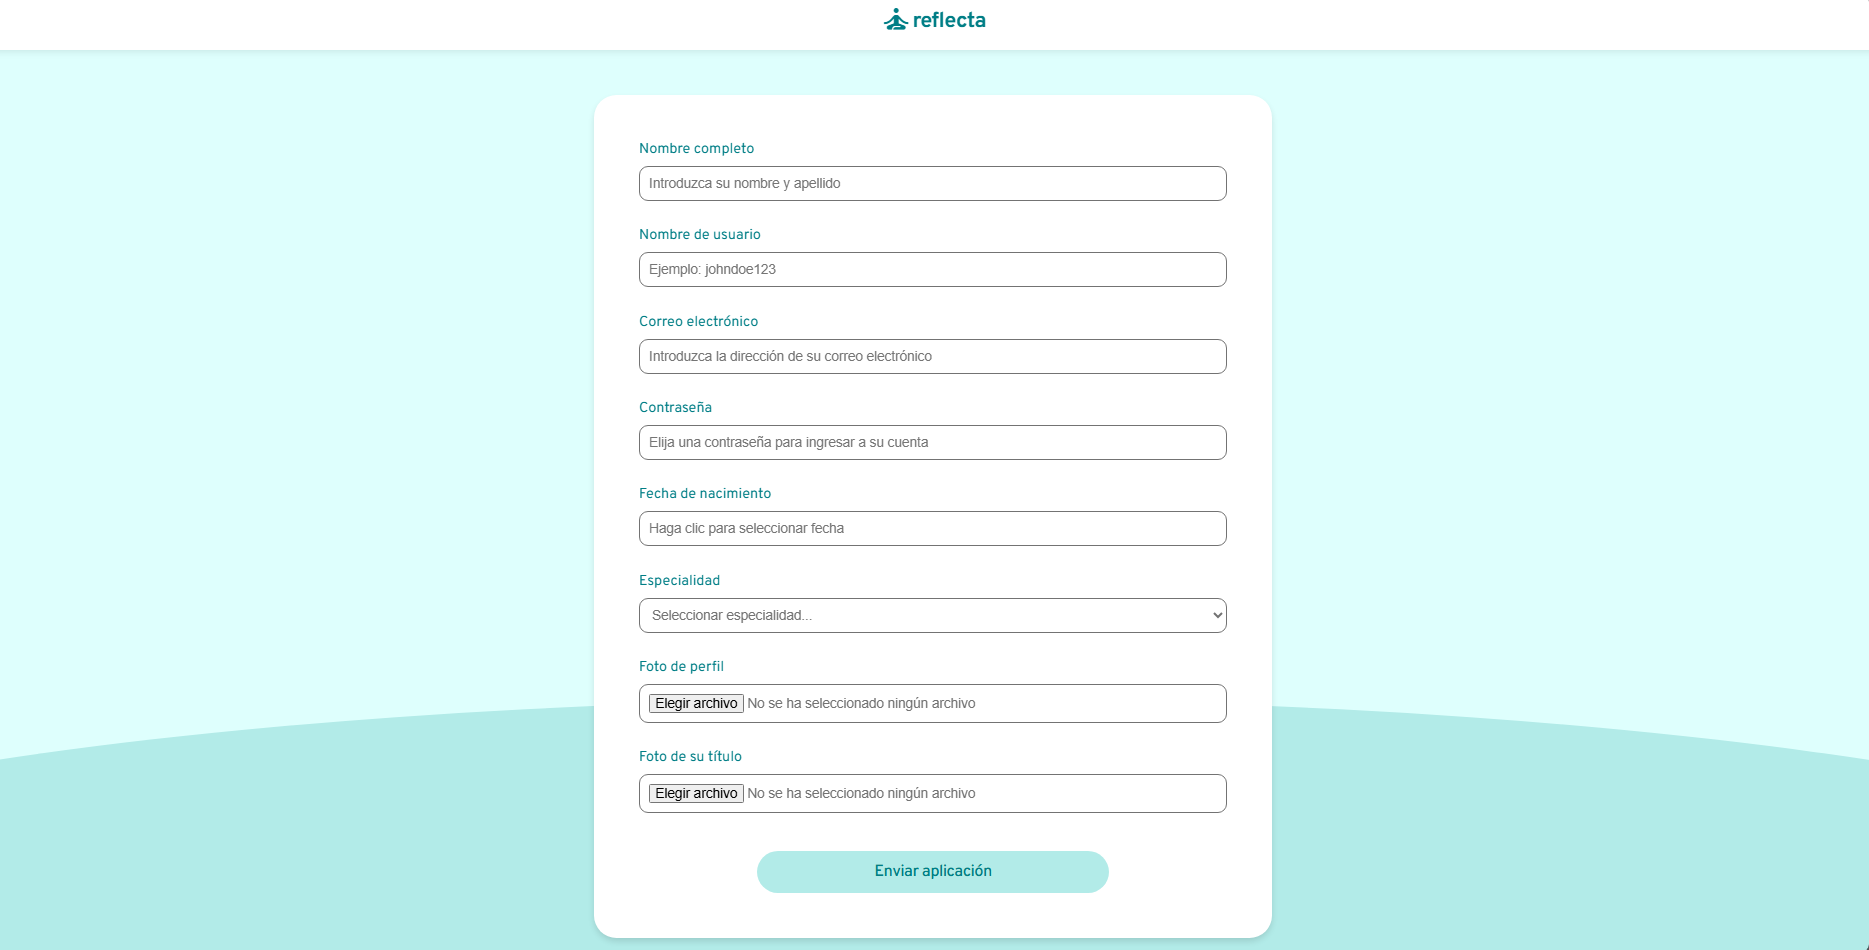 reflecta
Nombre completo
Introduzca su nombre y apellido
Nombre de usuario
Ejemplo: johndoe123
Correo electrónico
Introduzca la dirección de su correo electrónico
Contraseña
Elija una contraseña para ingresar a su cuenta
Fecha de nacimiento
Haga clic para seleccionar fecha
Especialidad
Seleccionar especialidad...
Foto de perfil
Elegir archivo No se ha seleccionado ningún archivo
Foto de su título
Elegir archivo No se ha seleccionado ningún archivo
Enviar aplicación